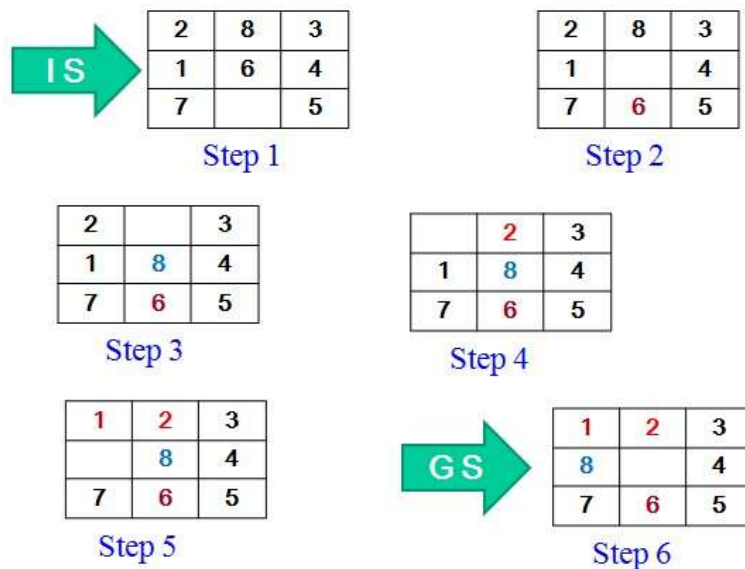 I S
2 8 3
1 6 4
7 5
Step 1
2 8 3
1 4
7 6 5
Step 2
2 3
1 8 4
7 6 5
Step 3
2 3
1 8 4
7 6 5
Step 4
1 2 3
8 4
7 6 5
Step 5
G S
1 2 3
8 4
7 6 5
Step 6